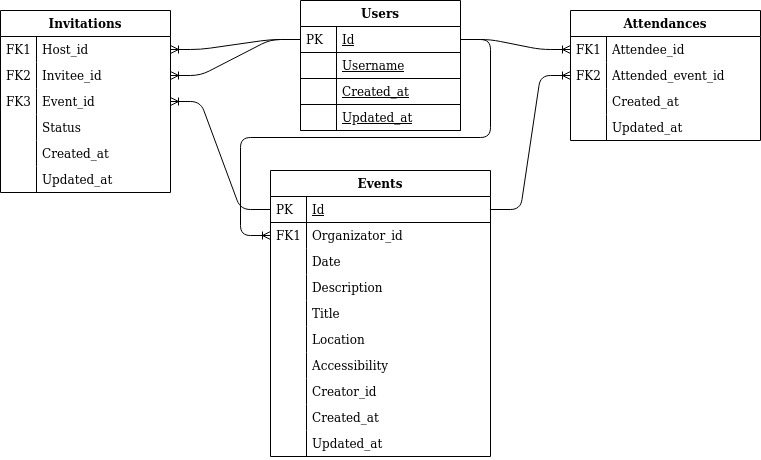 Invitations
FK1 Host_id
FK2 Invitee_id
FK3 Event_id
Status
Created_at
Updated_at
Users
PK Id
Username
Created_at
Updated_at
Attendances
FK1 Attendee_id
FK2 Attended_event_id
Created_at
Updated_at
Events
PK Id
FK1 Organizator_id
Date
Description
Title
Location
Accessibility
Creator_id
Created_at
Updated_at